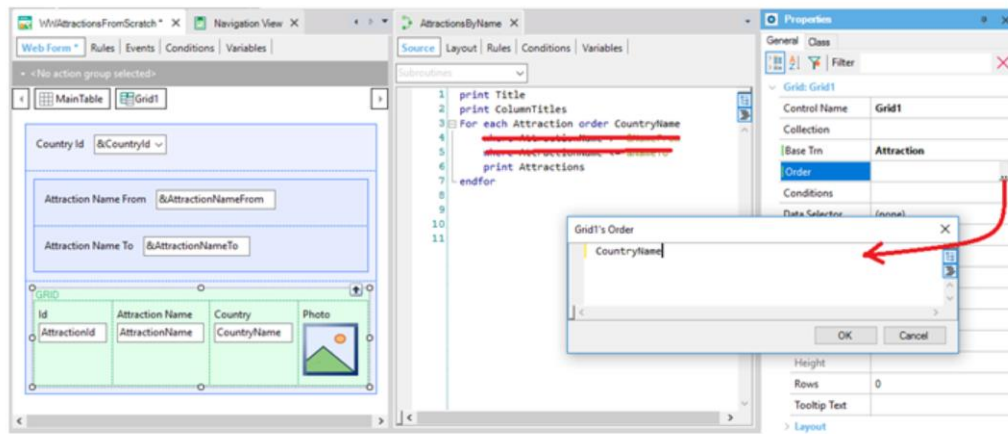 WWAttractionsFromScratch * X
Navigation View X
Web Form * Rules Events Conditions Variables
<No action group selected>
MainTable Grid1
Country Id &CountryId
Attraction Name From &AttractionNameFrom
Attraction Name To &AttractionNameTo
GRID
Id Attraction Name Country Photo
AttractionId AttractionName CountryName
AttractionsByName X
Source Layout Rules Conditions Variables
Subroutines
1 print Title
2 print ColumnTitles
3 For each Attraction order CountryName
4
5 where AttractionName <= &NameTo
6 print Attractions
7 endfor
8
9
10
11
Grid1's Order
CountryName
OK Cancel
Properties
General Class
Filter
Grid: Grid1
Control Name Grid1
Collection
Base Trn Attraction
Order
Conditions
Data Selector (none)
Height
Rows 0
Tooltip Text
Layout